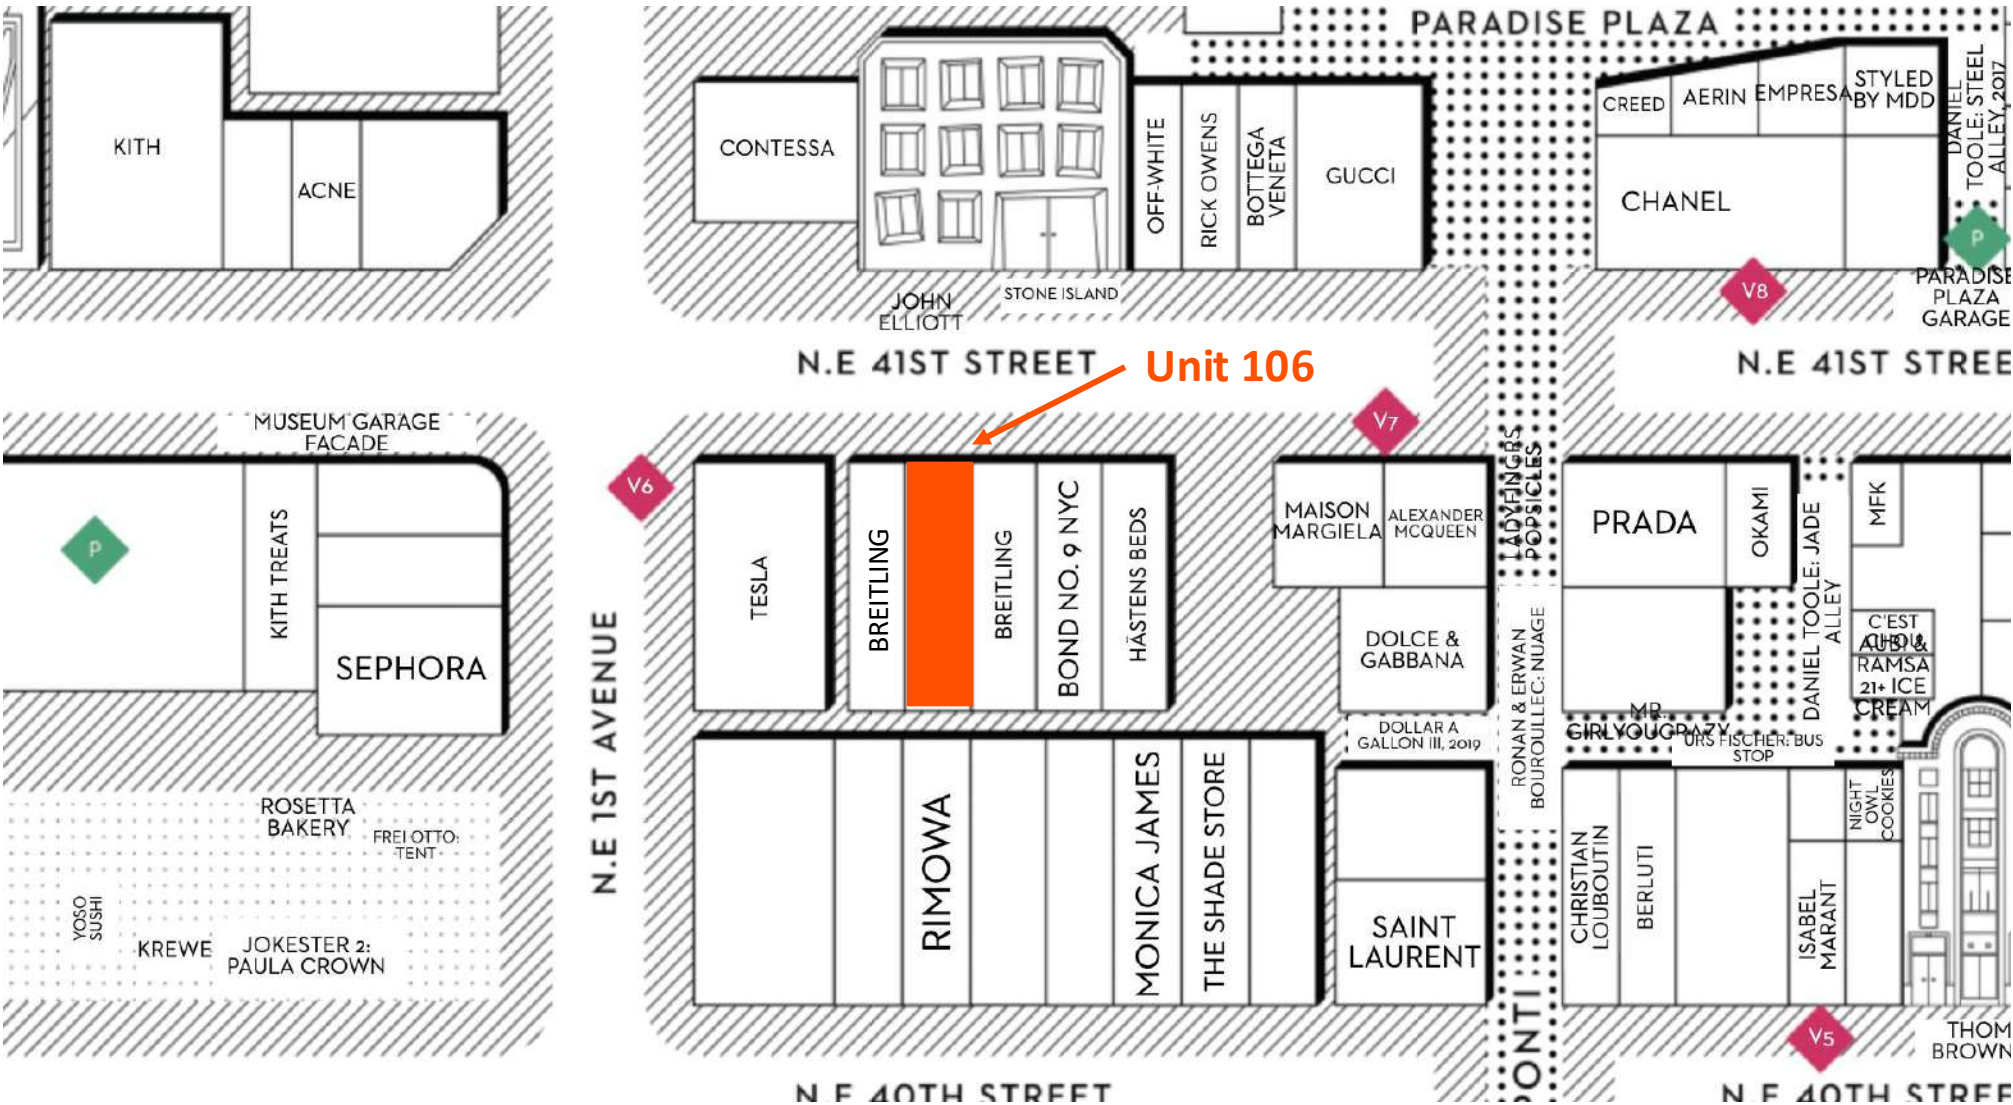 PARADISE PLAZA
KITH
ACNE
CONTESSA
OFF-WHITE
RICK OWENS
BOTTEGA
VENETA
GUCCI
CREED
AERIN
EMPRESA
STYLED
BY MDD
CHANEL
DANIEL
TOOLE: STEEL
ALLEY, 2017
P
PARADISE
PLAZA
GARAGE
V8
JOHN
ELLIOTT
STONE ISLAND
N.E 41ST STREET
Unit 106
N.E 41ST STREE
MUSEUM GARAGE
FACADE
P
KITH TREATS
SEPHORA
V6
V7
TESLA
BREITLING
BREITLING
BOND NO. 9 NYC
HÄSTENS BEDS
MAISON
MARGIELA
ALEXANDER
MCQUEEN
DOLCE &
GABBANA
LADYFINGRS
POPSICLES
PRADA
OKAMI
DANIEL TOOLE: JADE
ALLEY
MFK
C'EST
CHOU
AUBI &
RAMSA
21+ ICE
CREAM
N.E 1ST AVENUE
DOLLAR A
GALLON III, 2019
RONAN & ERWAN
BOUROULLEC: NUAGE
MR.
GIRLYOUCRAZY
URS FISCHER: BUS
STOP
ROSETTA
BAKERY
FREI OTTO:
TENT
YOSO
SUSHI
KREWE
JOKESTER 2:
PAULA CROWN
RIMOWA
MONICA JAMES
THE SHADE STORE
SAINT
LAURENT
CHRISTIAN
LOUBOUTIN
BERLUTI
ISABEL
MARANT
NIGHT
OWL
COOKIES
PONTI
V5
THOM
BROWN
N.E 40TH STREET
N.E 40TH STREE